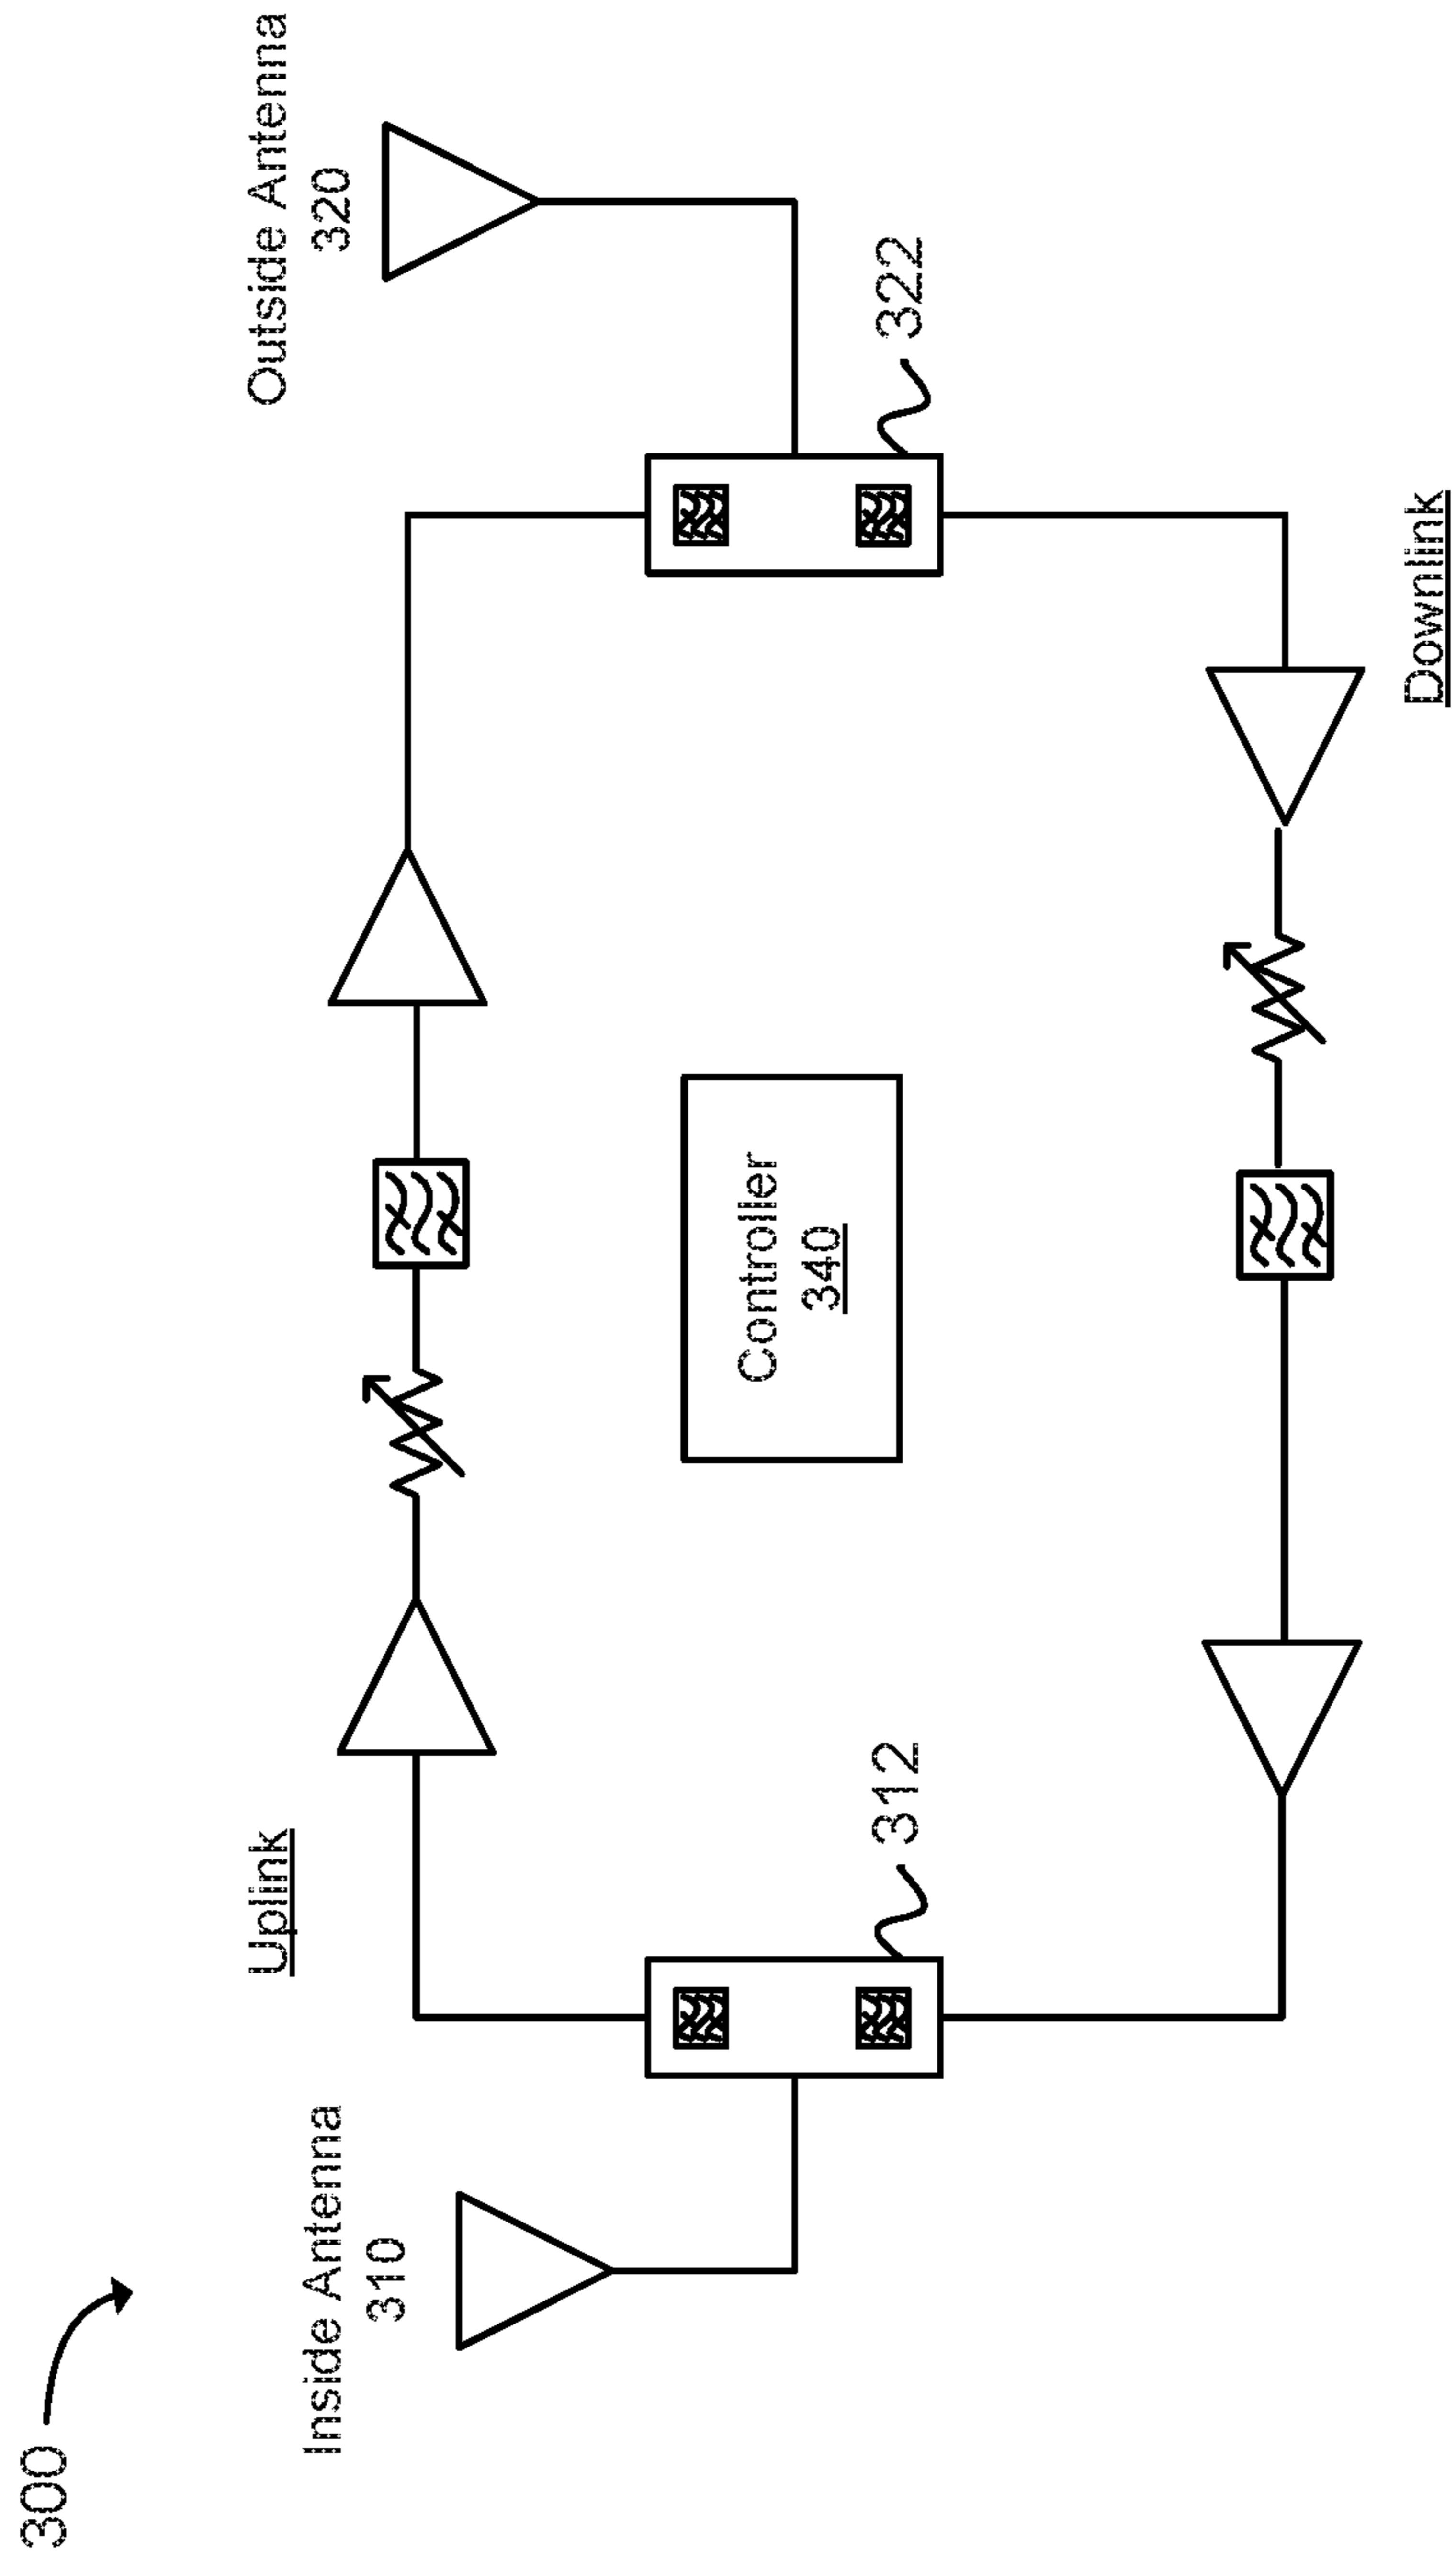 300
Outside Antenna
320
Uplink
Inside Antenna
310
322
312
Controller
340
Downlink